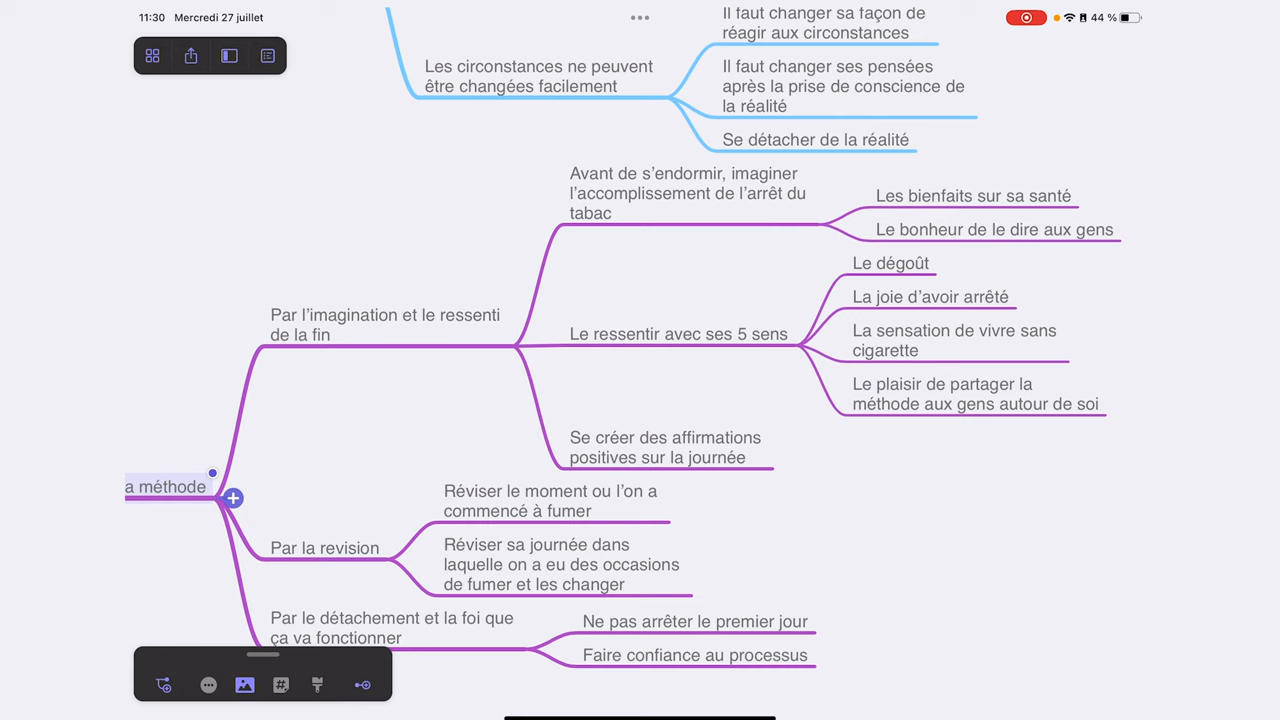 11:30 Mercredi 27 juillet
44 %
Il faut changer sa façon de
réagir aux circonstances
Les circonstances ne peuvent
être changées facilement
Il faut changer ses pensées
après la prise de conscience de
la réalité
Se détacher de la réalité
Avant de s’endormir, imaginer
l’accomplissement de l’arrêt du
tabac
Les bienfaits sur sa santé
Le bonheur de le dire aux gens
Par l’imagination et le ressenti
de la fin
Le ressentir avec ses 5 sens
Le dégoût
La joie d’avoir arrêté
La sensation de vivre sans
cigarette
Le plaisir de partager la
méthode aux gens autour de soi
Se créer des affirmations
positives sur la journée
a méthode
Par la revision
Réviser le moment ou l’on a
commencé à fumer
Réviser sa journée dans
laquelle on a eu des occasions
de fumer et les changer
Par le détachement et la foi que
ça va fonctionner
Ne pas arrêter le premier jour
Faire confiance au processus